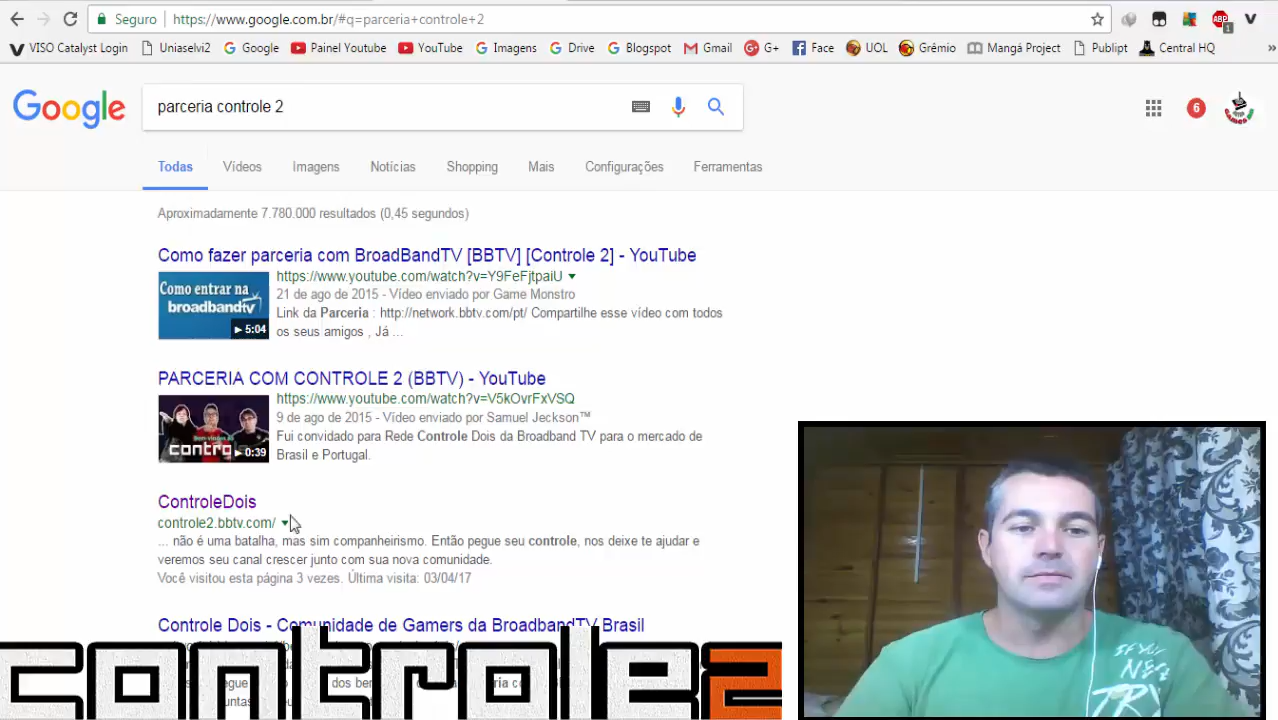 Seguro https://www.google.com.br/#q=parceria+controle+2
VISO Catalyst Login Uniaselvi2 Google Painel Youtube YouTube Imagens Drive Blogspot Gmail G+ Face UOL Grêmio Mangá Project Publipt Central HQ »
Google parceria controle 2 6
Todas Vídeos Imagens Notícias Shopping Mais Configurações Ferramentas
Aproximadamente 7.780.000 resultados (0,45 segundos)
Como fazer parceria com BroadBandTV [BBTV] [Controle 2] - YouTube
https://www.youtube.com/watch?v=Y9FeFjtpaiU
21 de ago de 2015 - Vídeo enviado por Game Monstro
Link da Parceria : http://network.bbtv.com/pt/ Compartilhe esse vídeo com todos
os seus amigos , Já ...
Como entrar na
broadbandtv
5:04
PARCERIA COM CONTROLE 2 (BBTV) - YouTube
https://www.youtube.com/watch?v=V5kOvrFxVSQ
9 de ago de 2015 - Vídeo enviado por Samuel Jeckson™
Fui convidado para Rede Controle Dois da Broadband TV para o mercado de
Brasil e Portugal.
0:39
ControleDois
controle2.bbtv.com/
... não é uma batalha, mas sim companheirismo. Então pegue seu controle, nos deixe te ajudar e
veremos seu canal crescer junto com sua nova comunidade.
Você visitou esta página 3 vezes. Última visita: 03/04/17
Controle Dois - Comunidade de Gamers da BroadbandTV Brasil
controle2